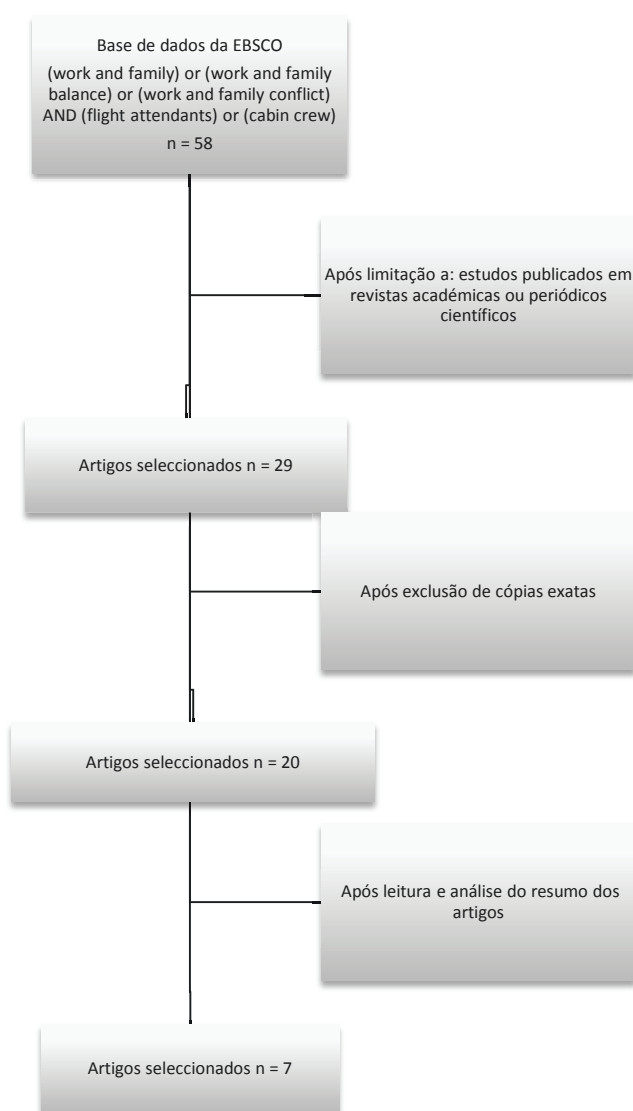 Base de dados da EBSCO
(work and family) or (work and family
balance) or (work and family conflict)
AND (flight attendants) or (cabin crew)
n = 58
Após limitação a: estudos publicados em
revistas académicas ou periódicos
científicos
Artigos seleccionados n = 29
Após exclusão de cópias exatas
Artigos seleccionados n = 20
Após leitura e análise do resumo dos
artigos
Artigos seleccionados n = 7